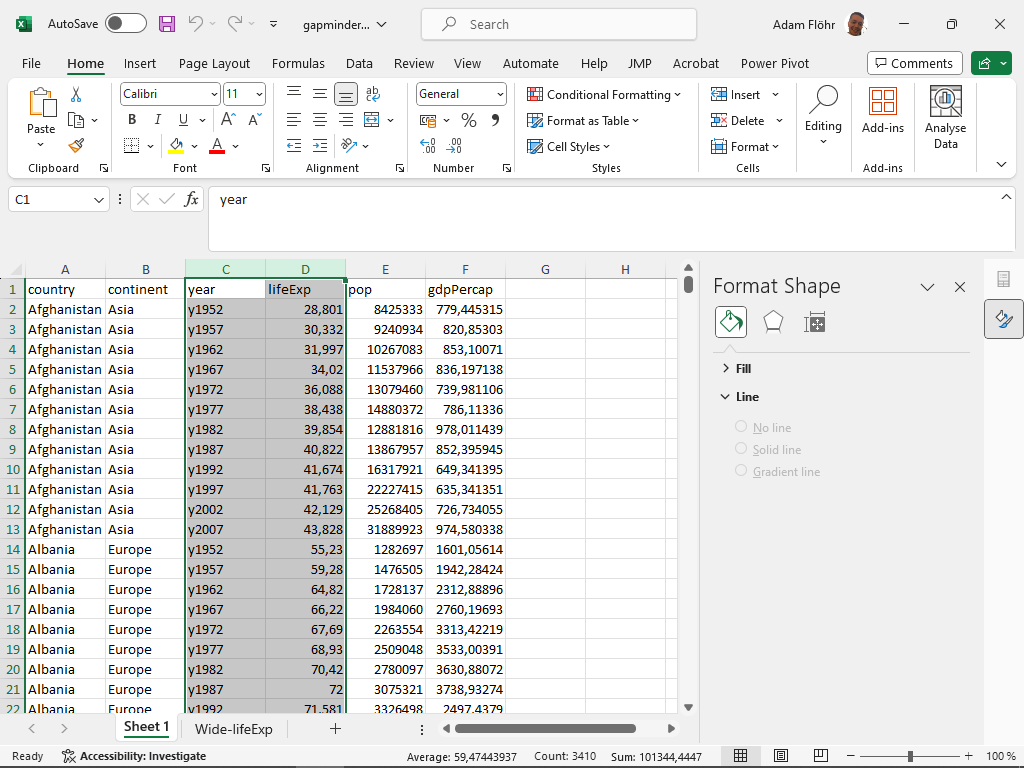 AutoSave gapminder... Search Adam Flöhr
File Home Insert Page Layout Formulas Data Review View Automate Help JMP Acrobat Power Pivot Comments
Paste Calibri 11 General Conditional Formatting Format as Table Cell Styles Insert Delete Format Editing Add-ins Analyse Data
Clipboard Font Alignment Number Styles Cells Add-ins
C1 fx year
A B C D E F G H
1 country continent year lifeExp pop gdpPercap
2 Afghanistan Asia y1952 28,801 8425333 779,445315
3 Afghanistan Asia y1957 30,332 9240934 820,85303
4 Afghanistan Asia y1962 31,997 10267083 853,10071
5 Afghanistan Asia y1967 34,02 11537966 836,197138
6 Afghanistan Asia y1972 36,088 13079460 739,981106
7 Afghanistan Asia y1977 38,438 14880372 786,11336
8 Afghanistan Asia y1982 39,854 12881816 978,011439
9 Afghanistan Asia y1987 40,822 13867957 852,395945
10 Afghanistan Asia y1992 41,674 16317921 649,341395
11 Afghanistan Asia y1997 41,763 22227415 635,341351
12 Afghanistan Asia y2002 42,129 25268405 726,734055
13 Afghanistan Asia y2007 43,828 31889923 974,580338
14 Albania Europe y1952 55,23 1282697 1601,05614
15 Albania Europe y1957 59,28 1476505 1942,28424
16 Albania Europe y1962 64,82 1728137 2312,88896
17 Albania Europe y1967 66,22 1984060 2760,19693
18 Albania Europe y1972 67,69 2263554 3313,42219
19 Albania Europe y1977 68,93 2509048 3533,00391
20 Albania Europe y1982 70,42 2780097 3630,88072
21 Albania Europe y1987 72 3075321 3738,93274
22 Albania Europe y1992 71,581 3326498 2497,4379
Format Shape
Fill
Line
No line
Solid line
Gradient line
Sheet 1 Wide-lifeExp
Ready Accessibility: Investigate Average: 59,47443937 Count: 3410 Sum: 101344,4447 100 %